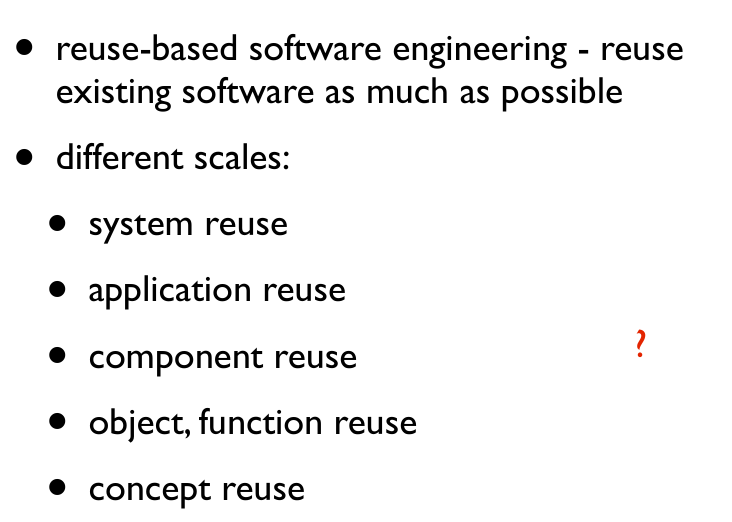 • reuse-based software engineering - reuse
existing software as much as possible
• different scales:
• system reuse
• application reuse
• component reuse
?
• object, function reuse
• concept reuse